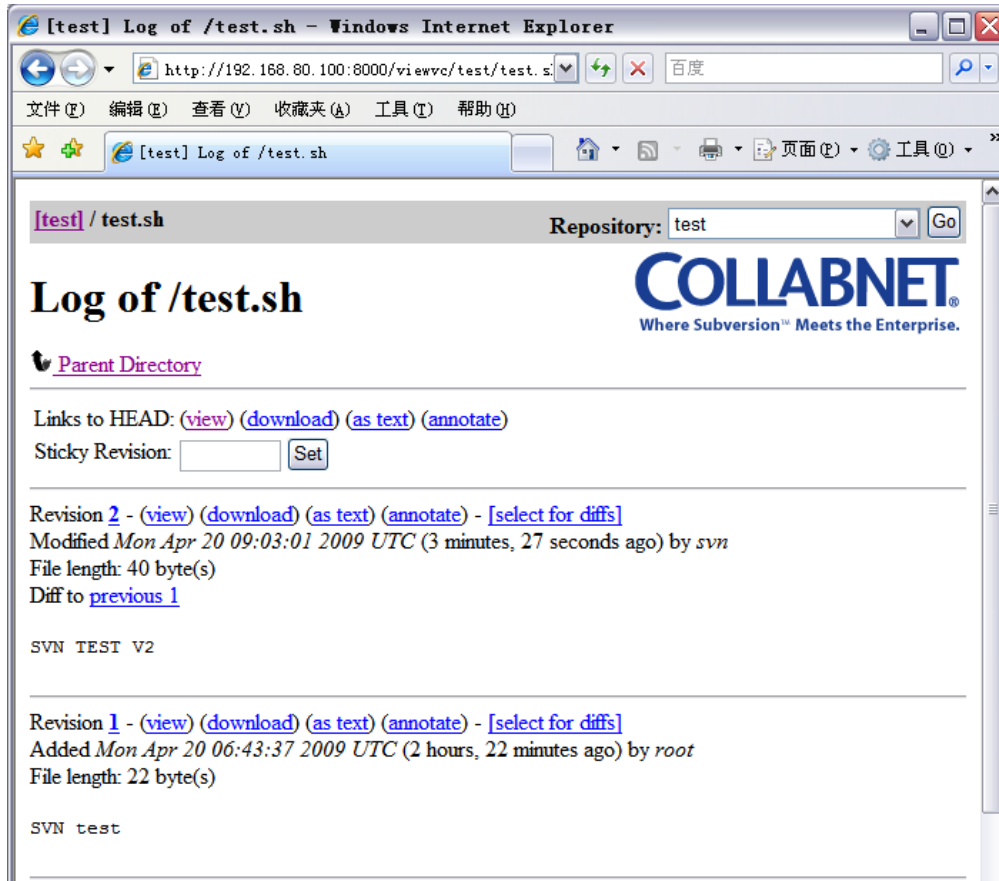 [test] Log of /test.sh - Windows Internet Explorer
http://192.168.80.100:8000/viewvc/test/test.s
百度
文件(F) 编辑(E) 查看(V) 收藏夹(A) 工具(T) 帮助(H)
[test] Log of /test.sh
页面(P) 工具(O) »
[test] / test.sh
Repository: test Go
Log of /test.sh
COLLABNET®
Where Subversion™ Meets the Enterprise.
Parent Directory
Links to HEAD: (view) (download) (as text) (annotate)
Sticky Revision: Set
Revision 2 - (view) (download) (as text) (annotate) - [select for diffs]
Modified Mon Apr 20 09:03:01 2009 UTC (3 minutes, 27 seconds ago) by svn
File length: 40 byte(s)
Diff to previous 1
SVN TEST V2
Revision 1 - (view) (download) (as text) (annotate) - [select for diffs]
Added Mon Apr 20 06:43:37 2009 UTC (2 hours, 22 minutes ago) by root
File length: 22 byte(s)
SVN test